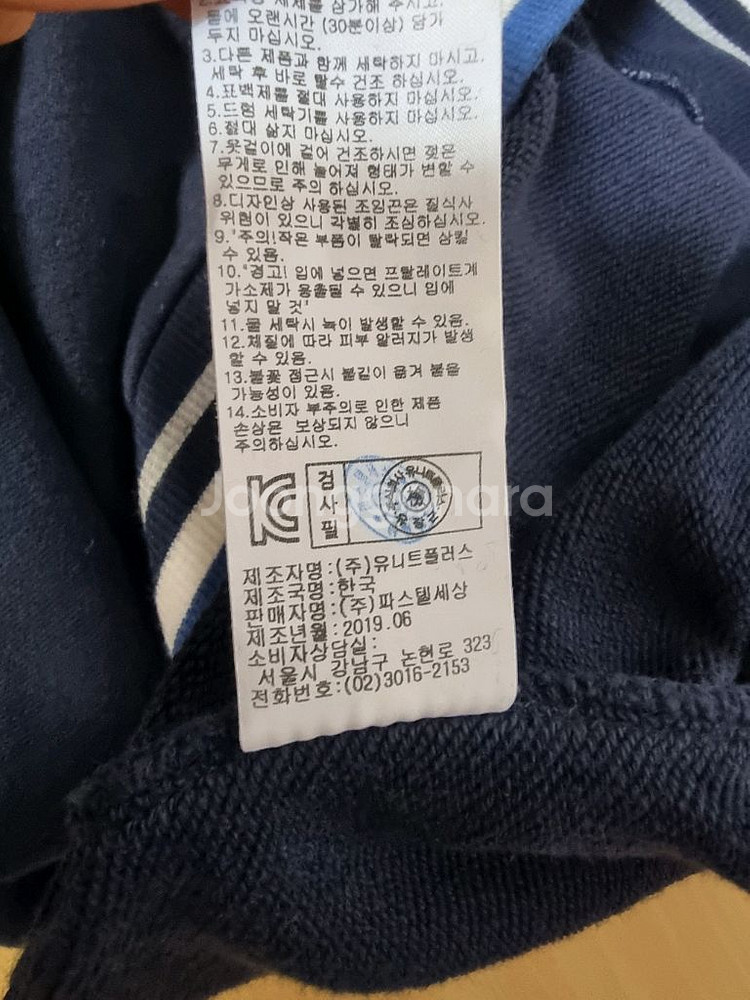 세제를 삼가해 주시고.
물에 오랜시간 (30분이상) 담가
두지 마십시오.
3.다른 제품과 함께 세탁하지 마시고.
세탁 후 바로 탈수 건조 하십시오.
4.표백제를 절대 사용하지 마십시오.
5.드럼 세탁기를 사용하지 마십시오.
6.절대 삶지 마십시오.
7.옷걸이에 걸어 건조하시면 젖은
무게로 인해 늘어져 형태가 변할 수
있으므로 주의 하십시오.
8.디자인상 사용된 조임끈은 질식사
위험이 있으니 각별히 조심하십시오.
9."주의!작은 부품이 탈락되면 삼킬
수 있음.
10."경고! 입에 넣으면 프탈레이트계
가소제가 용출될 수 있으니 입에
넣지 말 것"
11.물 세탁시 녹이 발생할 수 있음.
12.체질에 따라 피부 알러지가 발생
할 수 있음.
13.불꽃 접근시 불길이 옮겨 붙을
가능성이 있음.
14.소비자 부주의로 인한 제품
손상은 보상되지 않으니
주의하십시오.
검사필
Joonggonara
제조자명:(주)유니트플러스
제조국명:한국
판매자명:(주)파스텔세상
제조년월:2019.06
소비자상담실:
서울시 강남구 논현로 323
전화번호:(02)3016-2153